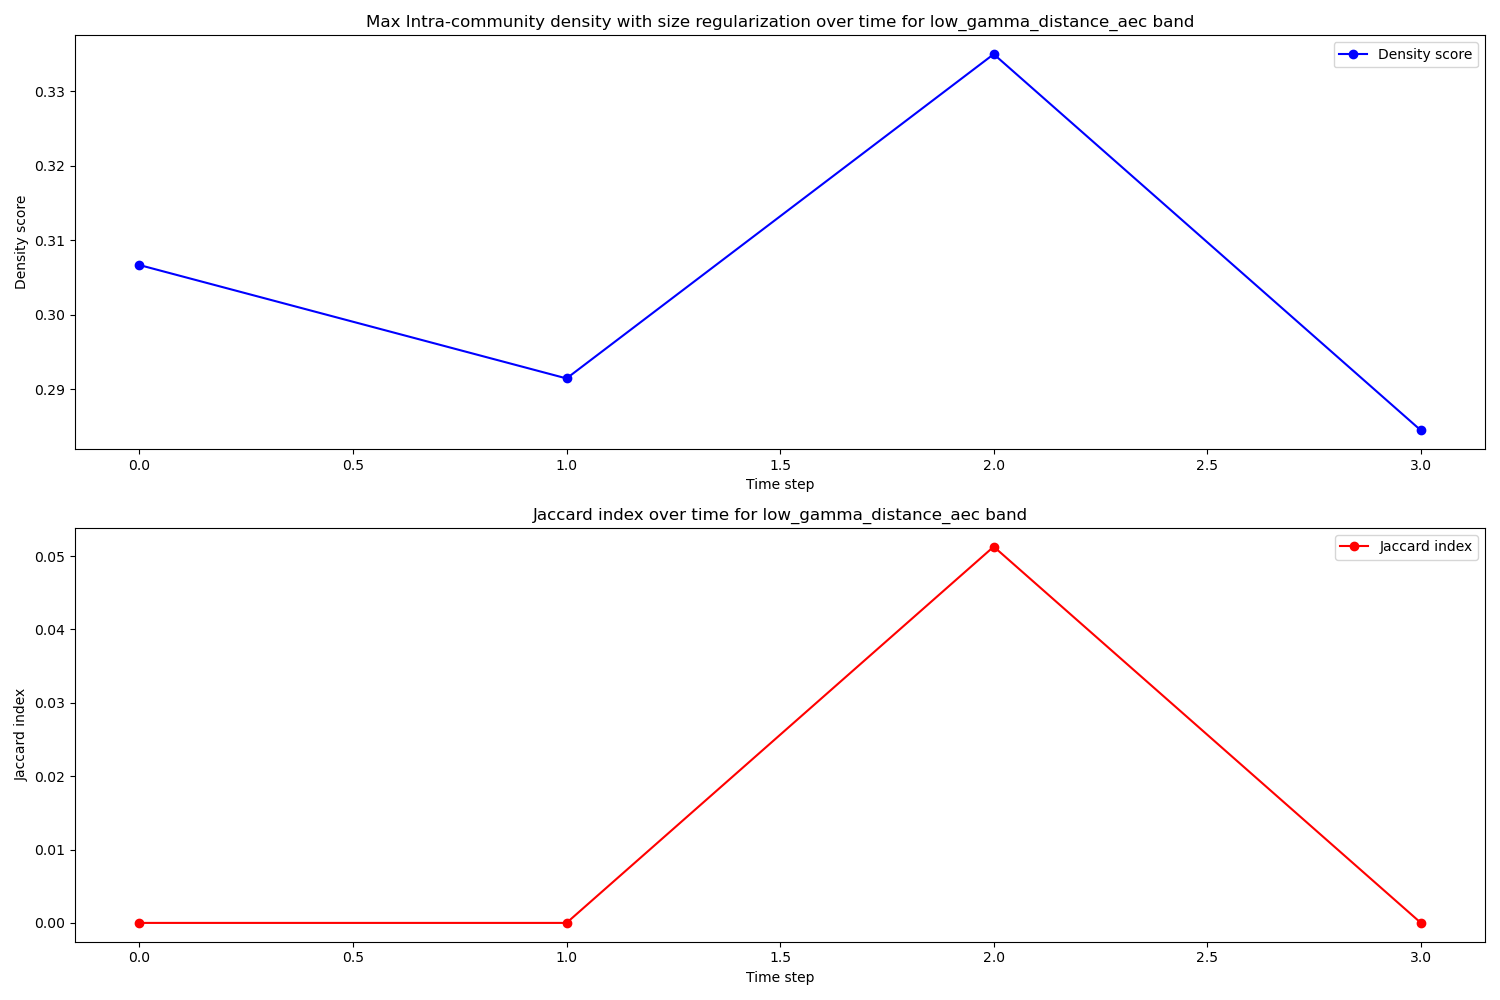 Max Intra-community density with size regularization over time for low_gamma_distance_aec band
Density score
0.33
0.32
0.31
0.30
0.29
Density score
0.0 0.5 1.0 1.5 2.0 2.5 3.0
Time step
Jaccard index over time for low_gamma_distance_aec band
Jaccard index
0.05
0.04
0.03
0.02
0.01
0.00
Jaccard index
0.0 0.5 1.0 1.5 2.0 2.5 3.0
Time step